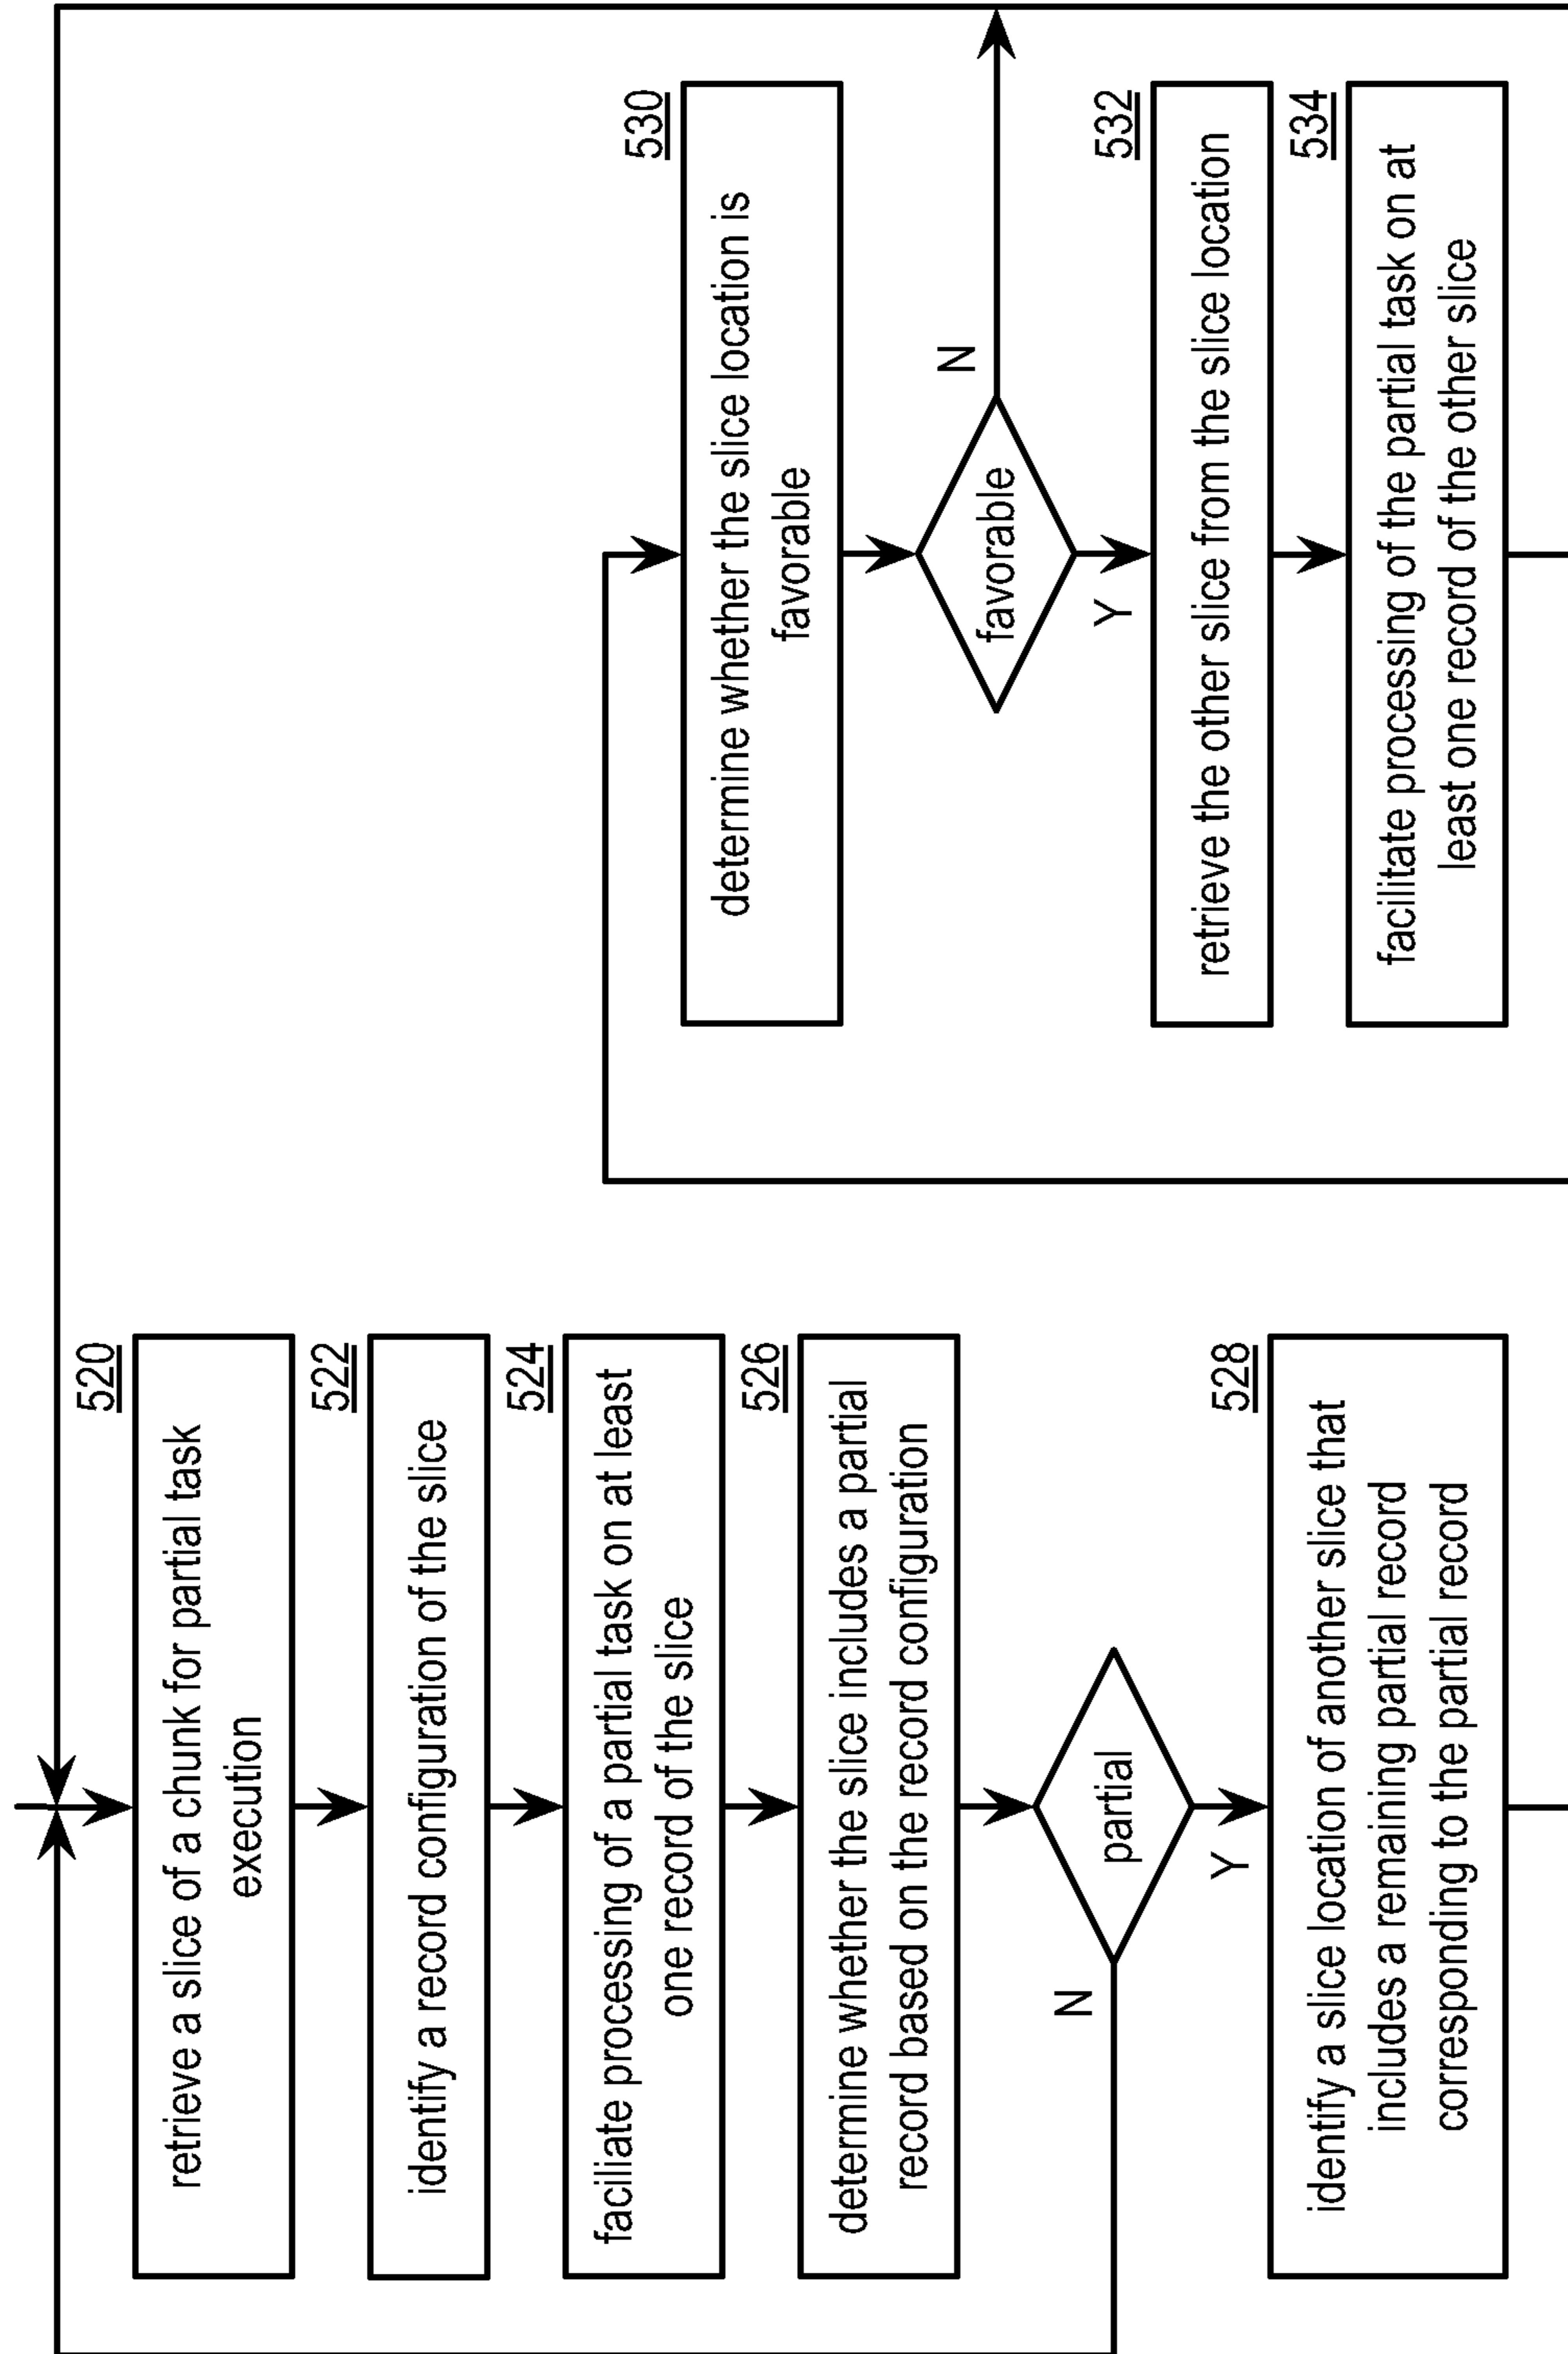 520
retrieve a slice of a chunk for partial task
execution
522
identify a record configuration of the slice
524
faciliate processing of a partial task on at least
one record of the slice
526
determine whether the slice includes a partial
record based on the record configuration
partial
N
Y
528
identify a slice location of another slice that
includes a remaining partial record
corresponding to the partial record
530
determine whether the slice location is
favorable
favorable
N
Y
532
retrieve the other slice from the slice location
534
facilitate processing of the partial task on at
least one record of the other slice